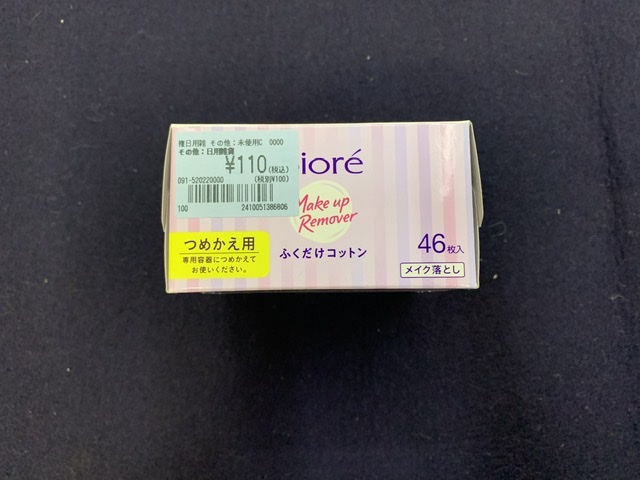 権日用雑 その他：未使用C 0000
その他：日用雑貨
¥110(税込)
091-520220000 (税別¥100)
100 2410051386806
ioré
Make up
Remover
つめかえ用
専用容器につめかえて
お使いください。
ふくだけコットン
46枚入
メイク落とし